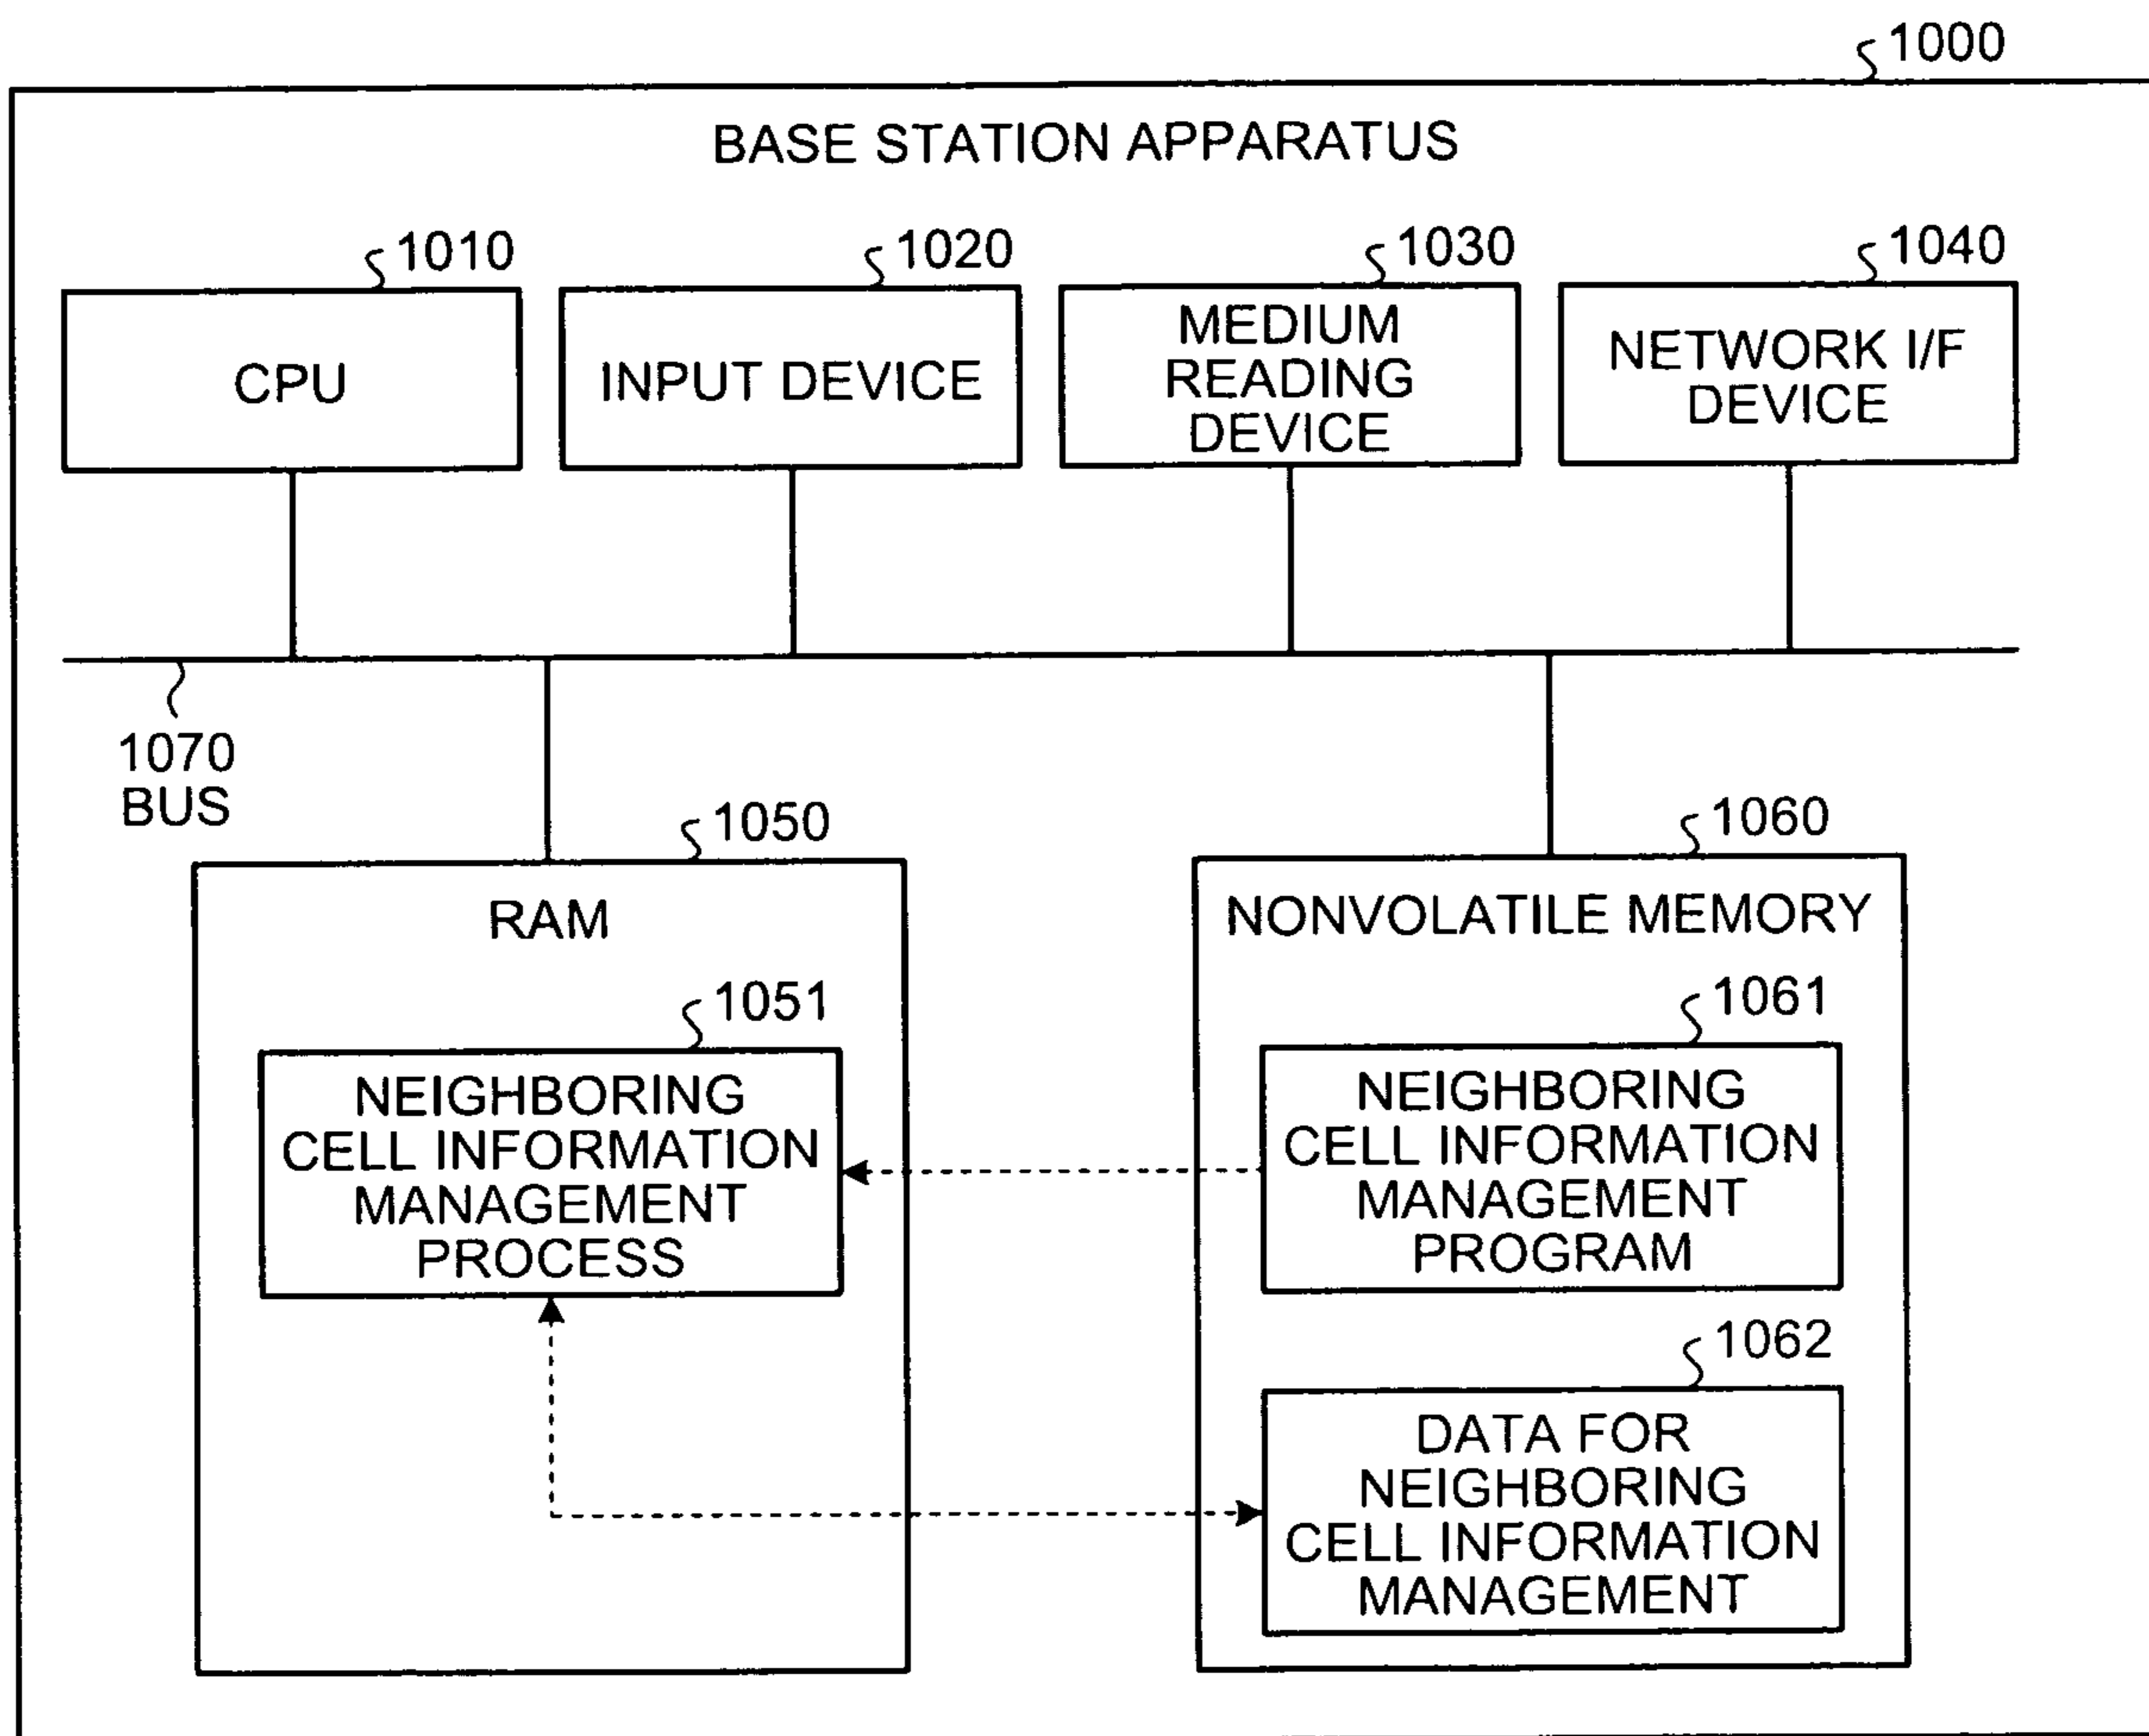 1000
BASE STATION APPARATUS
1010
1020
1030
1040
CPU
INPUT DEVICE
MEDIUM
READING
DEVICE
NETWORK I/F
DEVICE
1070
BUS
1050
RAM
1051
NEIGHBORING
CELL INFORMATION
MANAGEMENT
PROCESS
1060
NONVOLATILE MEMORY
1061
NEIGHBORING
CELL INFORMATION
MANAGEMENT
PROGRAM
1062
DATA FOR
NEIGHBORING
CELL INFORMATION
MANAGEMENT